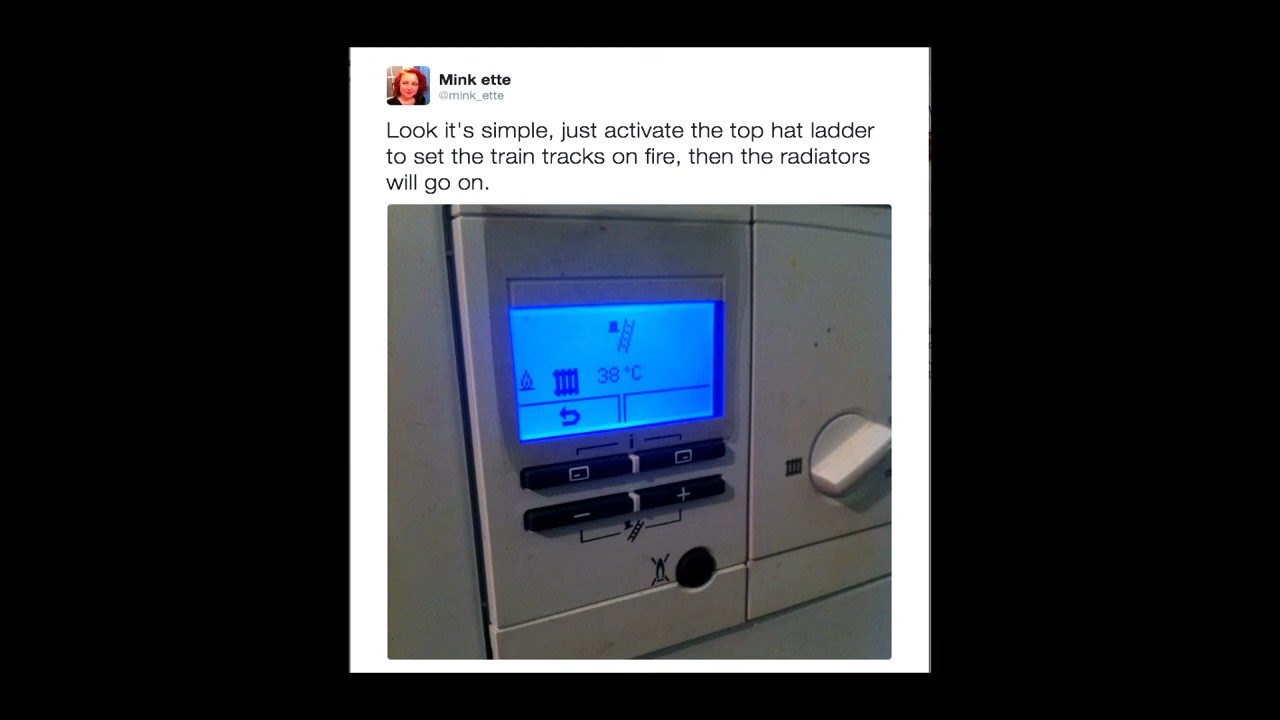 Mink ette
@mink_ette
Look it's simple, just activate the top hat ladder
to set the train tracks on fire, then the radiators
will go on.
38°C
i
− +